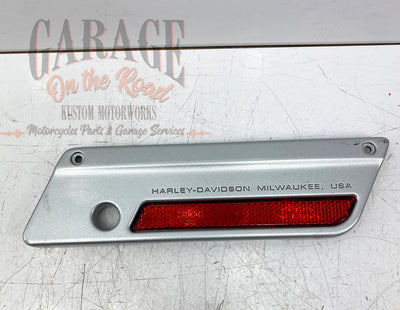 GARAGE
On the Road
KUSTOM MOTORWORKS
Motorcycles Parts & Garage Services
HARLEY-DAVIDSON MILWAUKEE, USA